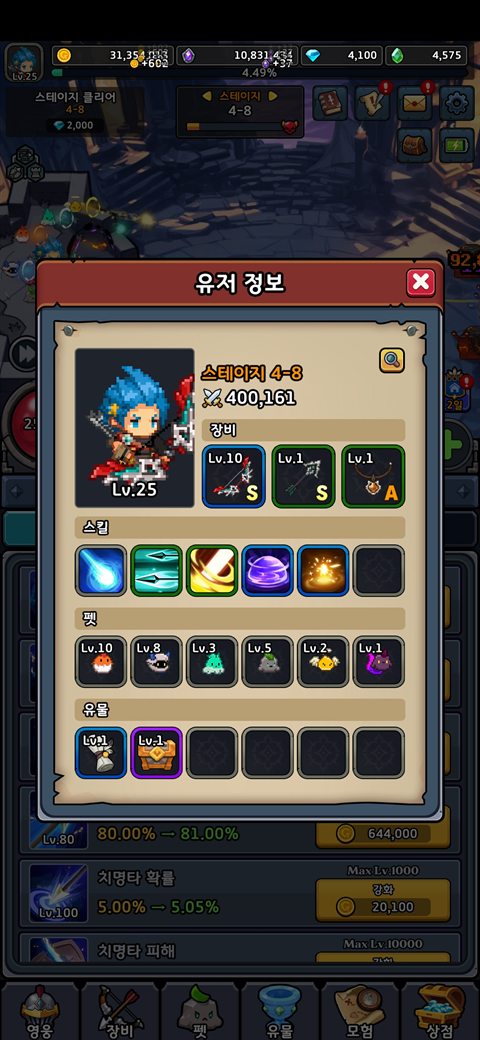 Lv.25
+602
10,831,434
+37
4,100
4,575
4.49%
스테이지 클리어
4-8
2,000
스테이지
4-8
유저 정보
스테이지 4-8
400,161
장비
Lv.10
S
Lv.1
S
Lv.1
A
Lv.25
스킬
펫
Lv.10
Lv.8
Lv.3
Lv.5
Lv.2
Lv.1
유물
Lv.1
Lv.1
2일
Lv.80
80.00% → 81.00%
644,000
치명타 확률
Lv.100
5.00% → 5.05%
Max Lv.1000
강화
20,100
치명타 피해
Max Lv.10000
영웅
장비
펫
유물
모험
상점